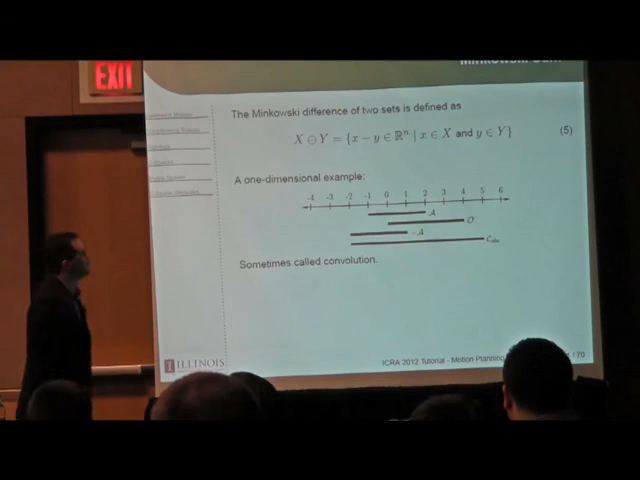 EXIT
The Minkowski difference of two sets is defined as
X ⊖ Y = {x − y ∈ ℝⁿ | x ∈ X and y ∈ Y}
(5)
A one-dimensional example:
-4 -3 -2 -1 0 1 2 3 4 5 6
A
O
-A
C_obs
Sometimes called convolution.
ILLINOIS
ICRA 2012 Tutorial - Motion Planning
/ 70